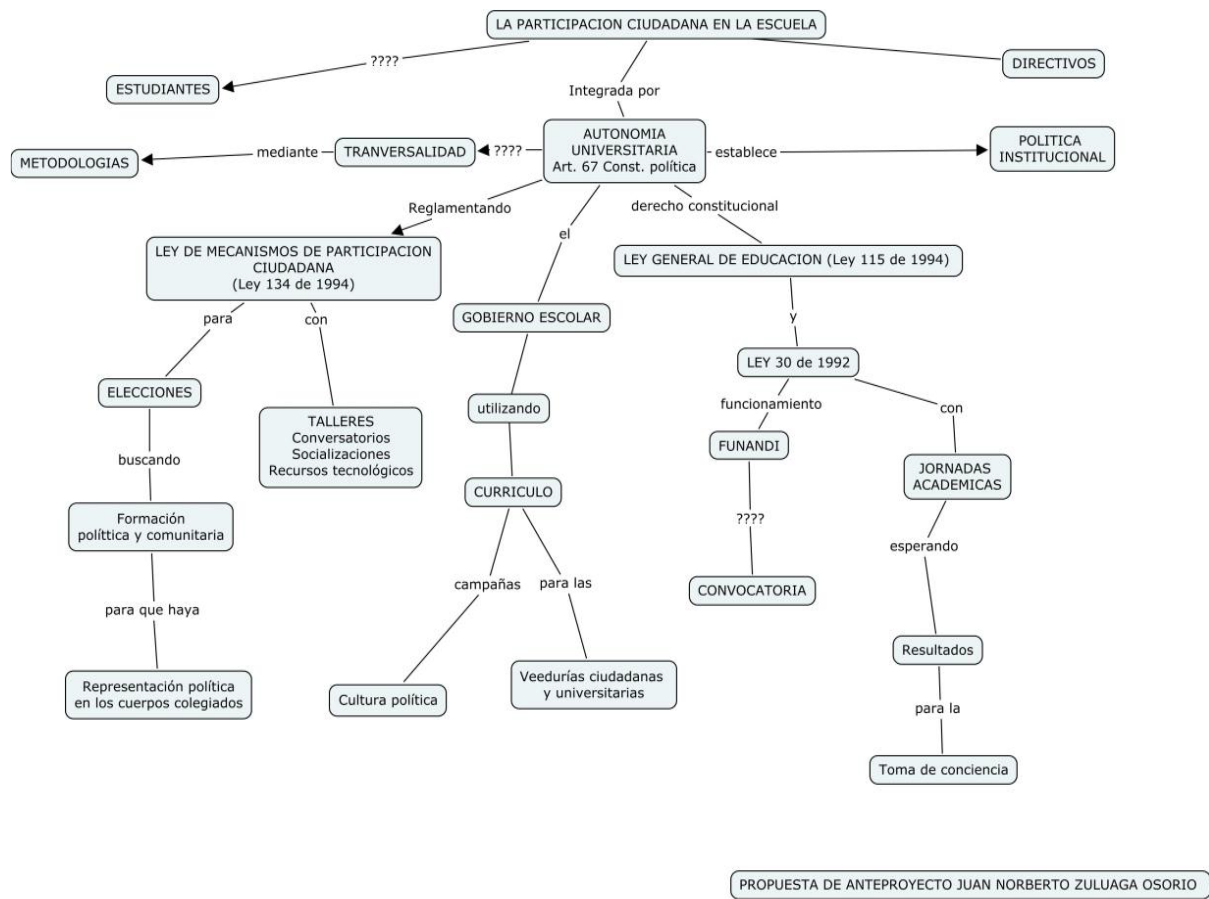 LA PARTICIPACION CIUDADANA EN LA ESCUELA
????
DIRECTIVOS
ESTUDIANTES
Integrada por
AUTONOMIA
UNIVERSITARIA
Art. 67 Const. política
????
TRANVERSALIDAD
mediante
METODOLOGIAS
establece
POLITICA
INSTITUCIONAL
Reglamentando
derecho constitucional
el
LEY DE MECANISMOS DE PARTICIPACION
CIUDADANA
(Ley 134 de 1994)
LEY GENERAL DE EDUCACION (Ley 115 de 1994)
para
con
GOBIERNO ESCOLAR
y
LEY 30 de 1992
ELECCIONES
TALLERES
Conversatorios
Socializaciones
Recursos tecnológicos
utilizando
funcionamiento
con
FUNANDI
buscando
CURRICULO
JORNADAS
ACADEMICAS
Formación
políttica y comunitaria
????
esperando
campañas
para las
CONVOCATORIA
para que haya
Resultados
Representación política
en los cuerpos colegiados
Cultura política
Veedurías ciudadanas
y universitarias
para la
Toma de conciencia
PROPUESTA DE ANTEPROYECTO JUAN NORBERTO ZULUAGA OSORIO